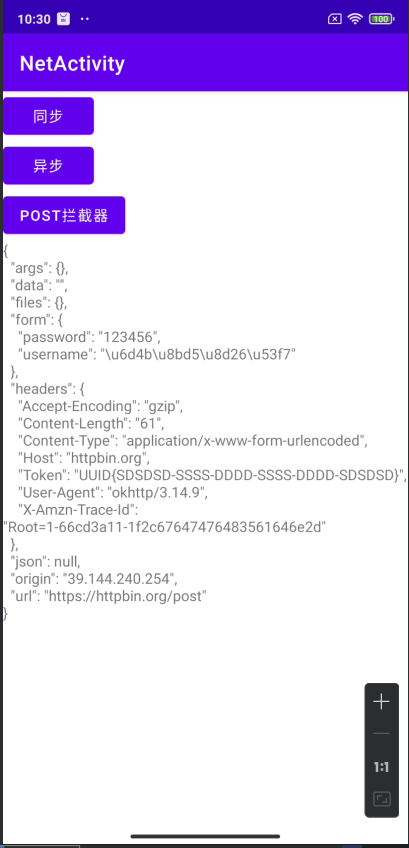 10:30
100
NetActivity
同步
异步
POST拦截器
{
"args": {},
"data": "",
"files": {},
"form": {
"password": "123456",
"username": "\u6d4b\u8bd5\u8d26\u53f7"
},
"headers": {
"Accept-Encoding": "gzip",
"Content-Length": "61",
"Content-Type": "application/x-www-form-urlencoded",
"Host": "httpbin.org",
"Token": "UUID{SDSDSD-SSSS-DDDD-SSSS-DDDD-SDSDSD}",
"User-Agent": "okhttp/3.14.9",
"X-Amzn-Trace-Id":
"Root=1-66cd3a11-1f2c67647476483561646e2d"
},
"json": null,
"origin": "39.144.240.254",
"url": "https://httpbin.org/post"
}
1:1